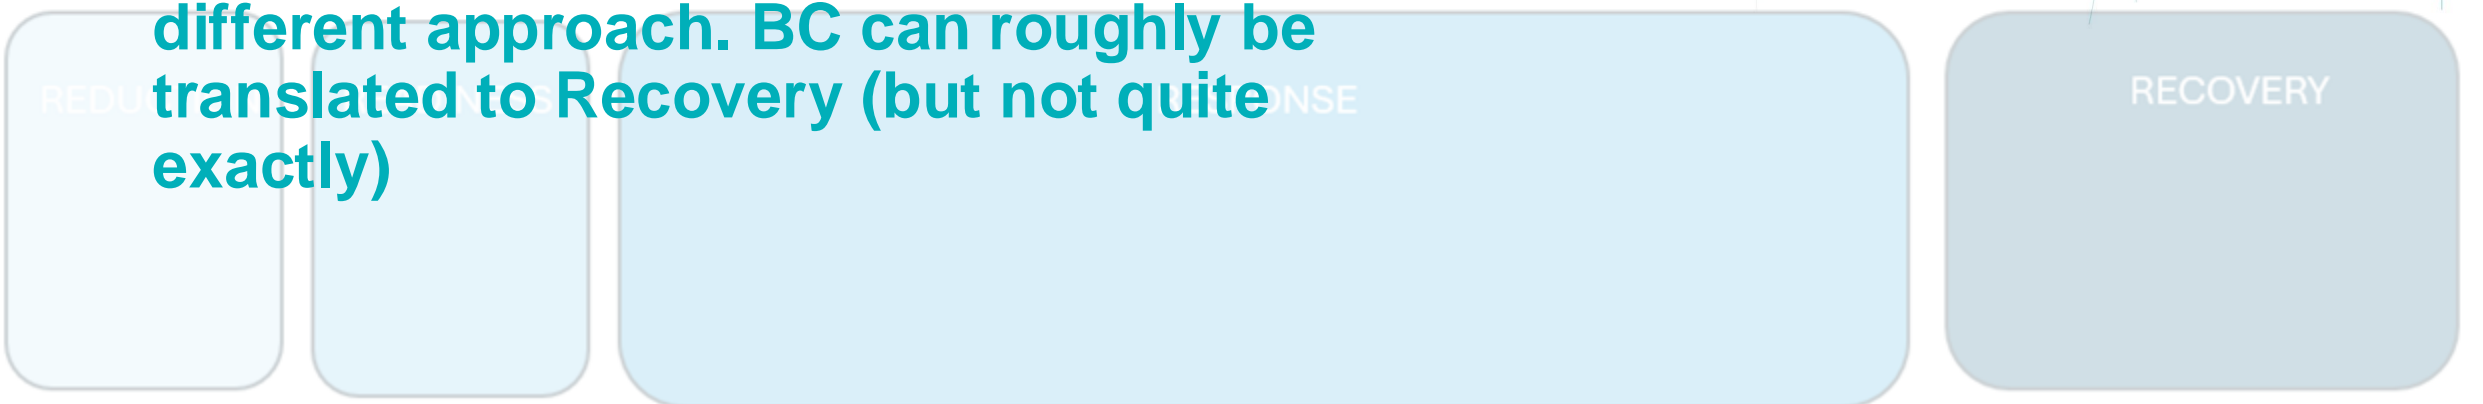 different approach. BC can roughly be
translated to Recovery (but not quite
exactly)
RECOVERY